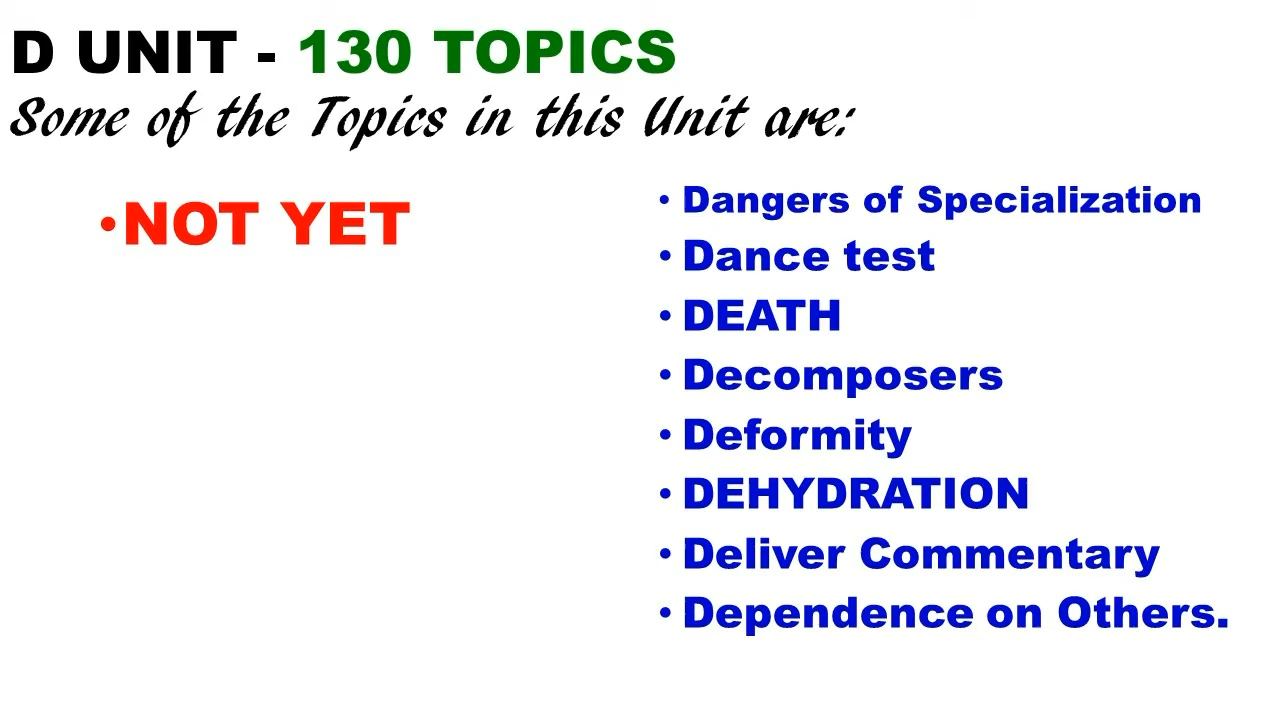 D UNIT - 130 TOPICS
Some of the Topics in this Unit are:
•NOT YET
• Dangers of Specialization
• Dance test
• DEATH
• Decomposers
• Deformity
• DEHYDRATION
• Deliver Commentary
• Dependence on Others.